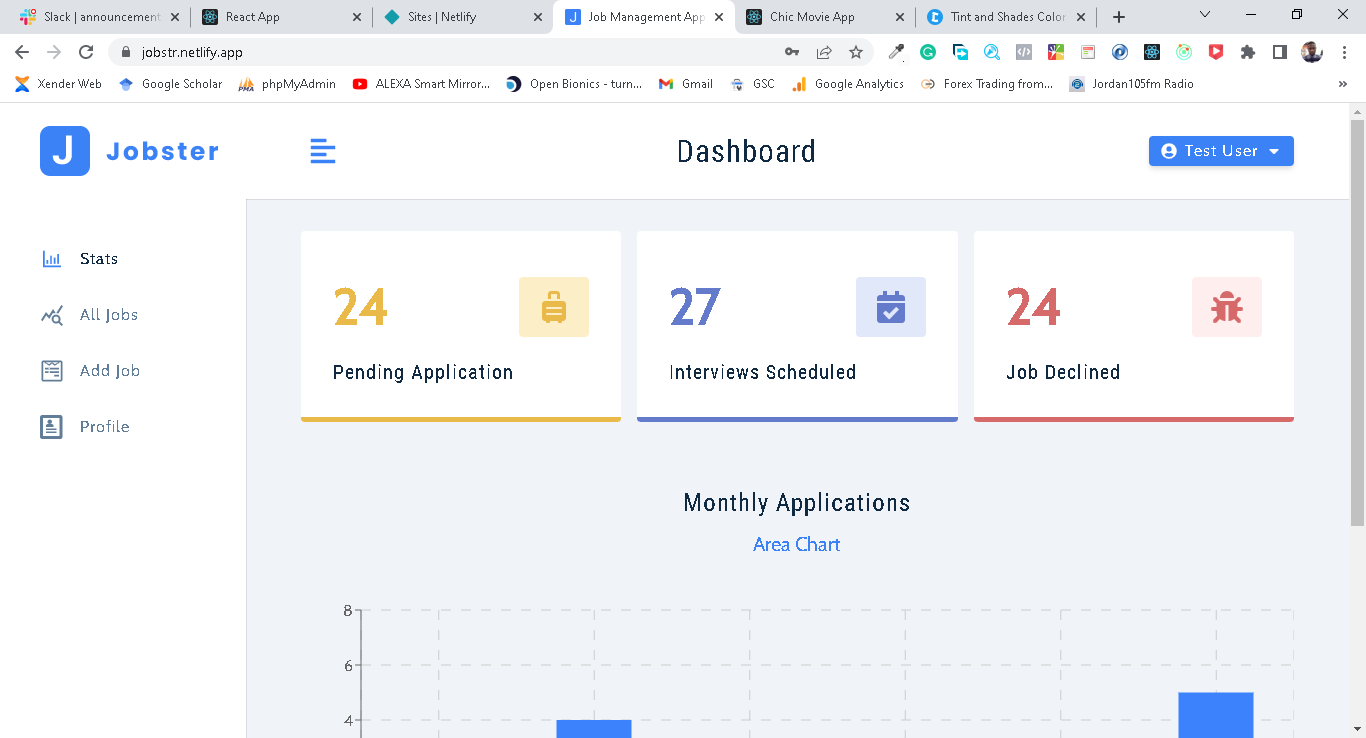 Slack | announcement
React App
Sites | Netlify
Job Management App
Chic Movie App
Tint and Shades Color
jobstr.netlify.app
Xender Web
Google Scholar
phpMyAdmin
ALEXA Smart Mirror...
Open Bionics - turn...
Gmail
GSC
Google Analytics
Forex Trading from...
Jordan105fm Radio
»
J Jobster
Dashboard
Test User
Stats
All Jobs
Add Job
Profile
24
Pending Application
27
Interviews Scheduled
24
Job Declined
Monthly Applications
Area Chart
8
6
4